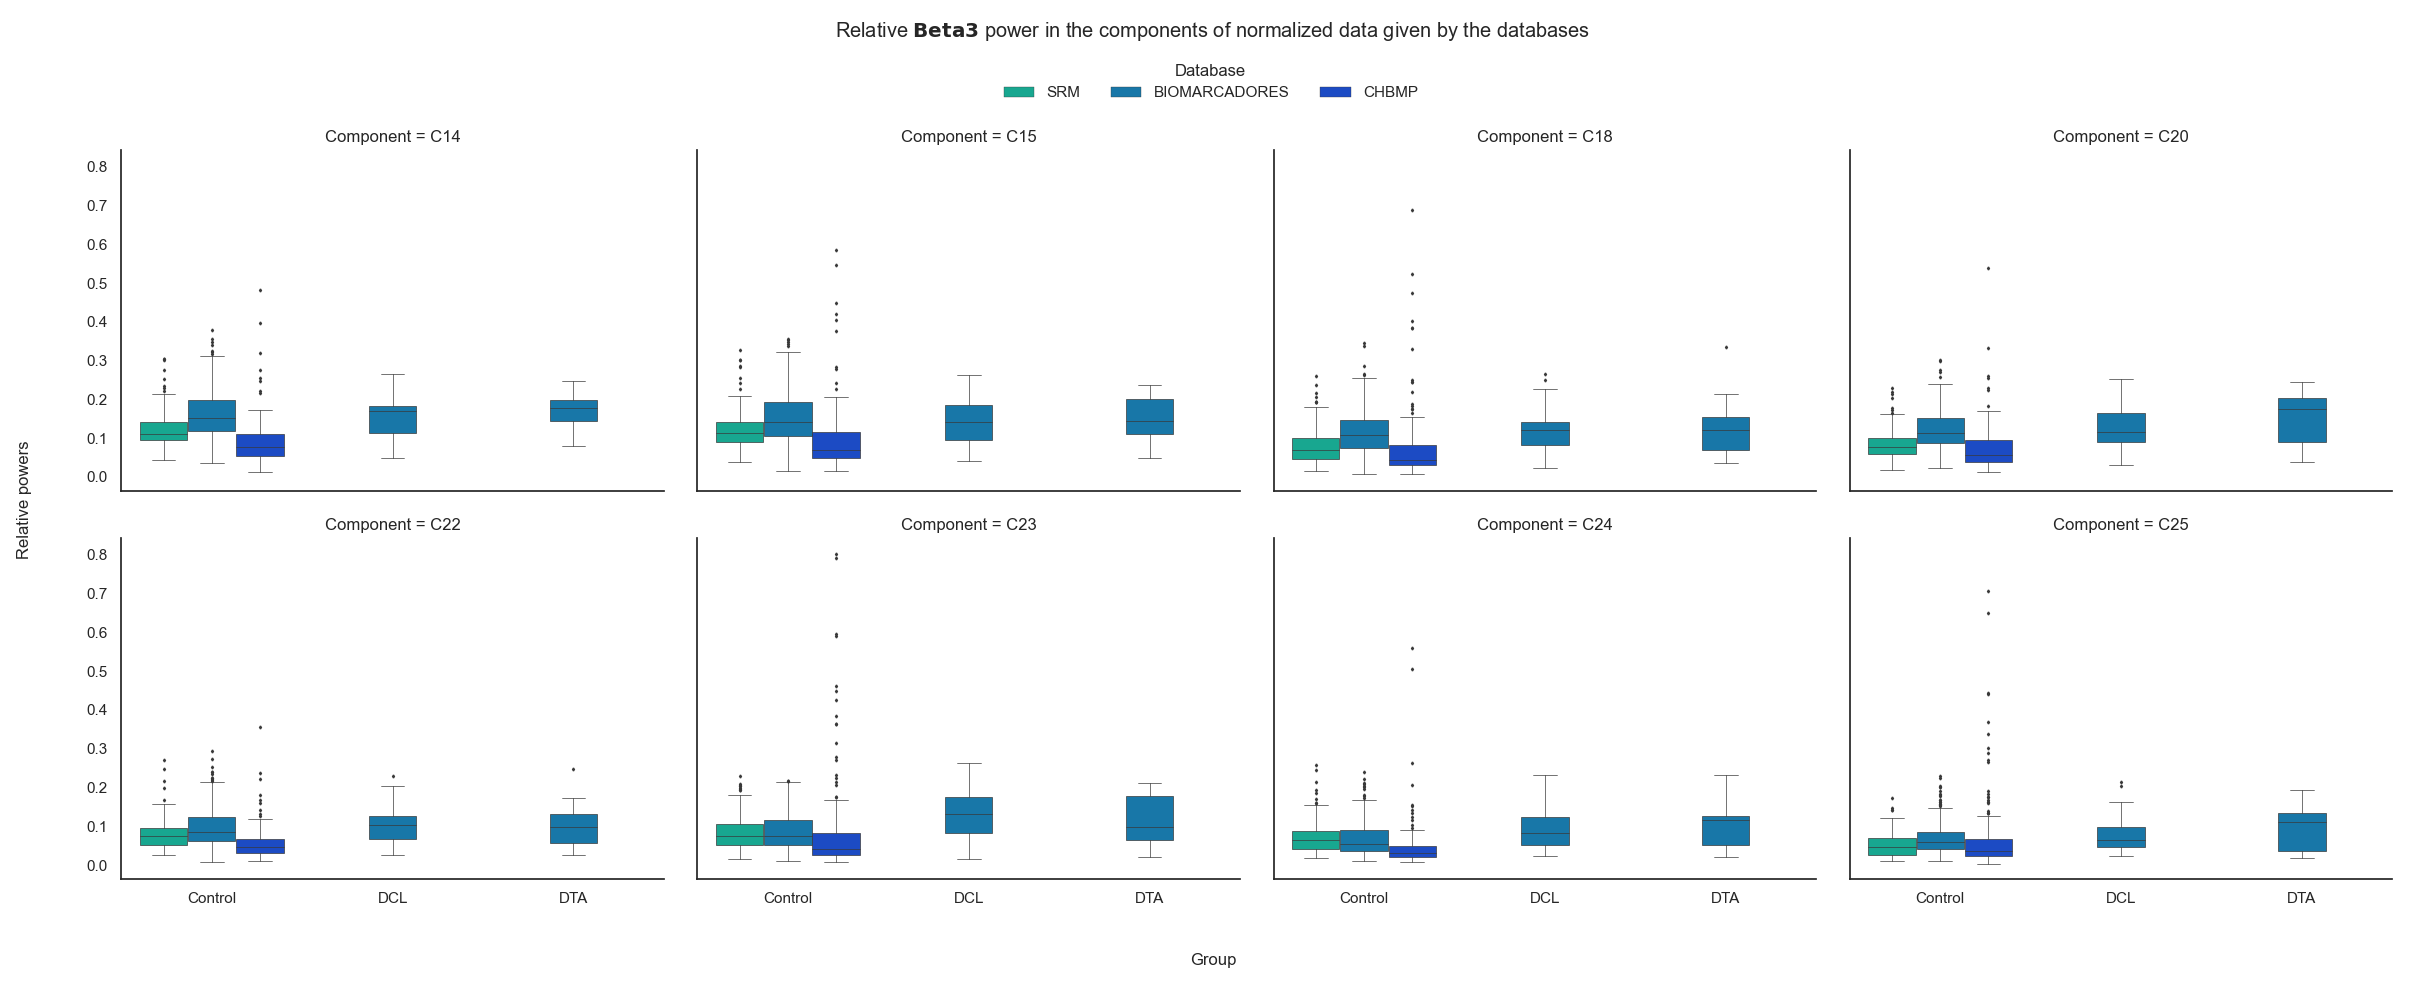 Relative Beta3 power in the components of normalized data given by the databases
Database
SRM BIOMARCADORES CHBMP
Component = C14 Component = C15 Component = C18 Component = C20
0.8
0.7
0.6
0.5
0.4
0.3
0.2
0.1
0.0
Relative powers
Component = C22 Component = C23 Component = C24 Component = C25
0.8
0.7
0.6
0.5
0.4
0.3
0.2
0.1
0.0
Control DCL DTA Control DCL DTA Control DCL DTA Control DCL DTA
Group